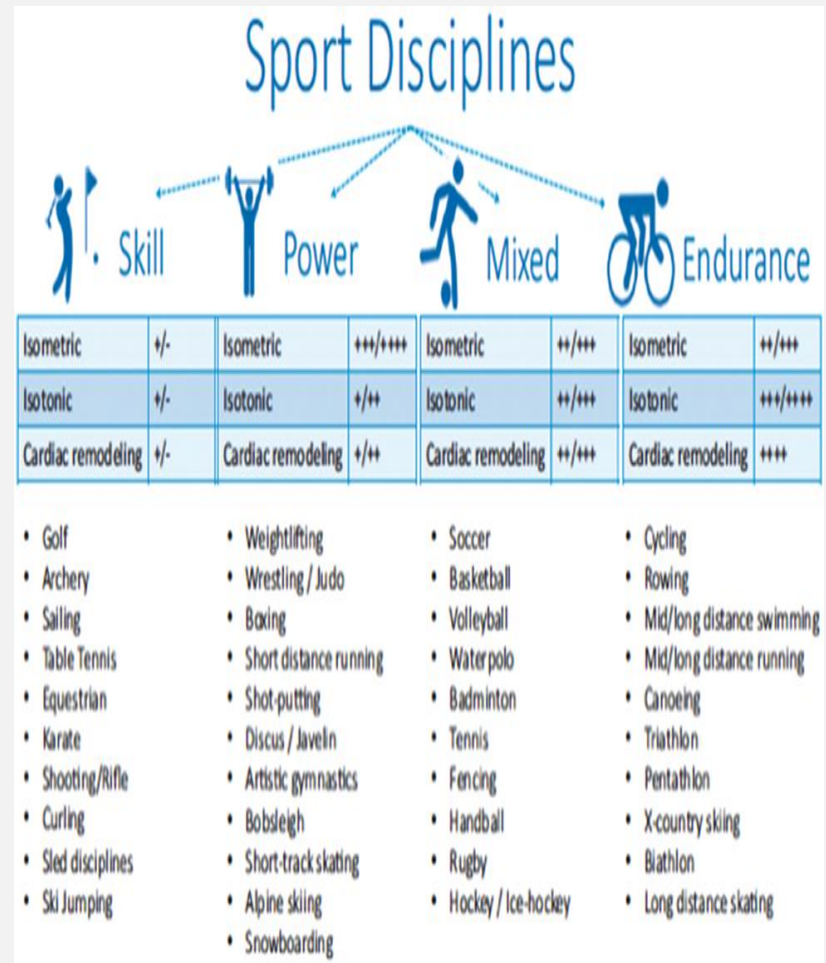 Sport Disciplines
Skill Power Mixed Endurance
Isometric +/- Isometric +++/++++ Isometric ++/+++ Isometric ++/+++
Isotonic +/- Isotonic +/++ Isotonic ++/+++ Isotonic +++/++++
Cardiac remodeling +/- Cardiac remodeling +/++ Cardiac remodeling ++/+++ Cardiac remodeling ++++
• Golf
• Archery
• Sailing
• Table Tennis
• Equestrian
• Karate
• Shooting/Rifle
• Curling
• Sled disciplines
• Ski Jumping
• Weightlifting
• Wrestling / Judo
• Boxing
• Short distance running
• Shot-putting
• Discus / Javelin
• Artistic gymnastics
• Bobsleigh
• Short-track skating
• Alpine skiing
• Snowboarding
• Soccer
• Basketball
• Volleyball
• Waterpolo
• Badminton
• Tennis
• Fencing
• Handball
• Rugby
• Hockey / Ice-hockey
• Cycling
• Rowing
• Mid/long distance swimming
• Mid/long distance running
• Canoeing
• Triathlon
• Pentathlon
• X-country skiing
• Biathlon
• Long distance skating